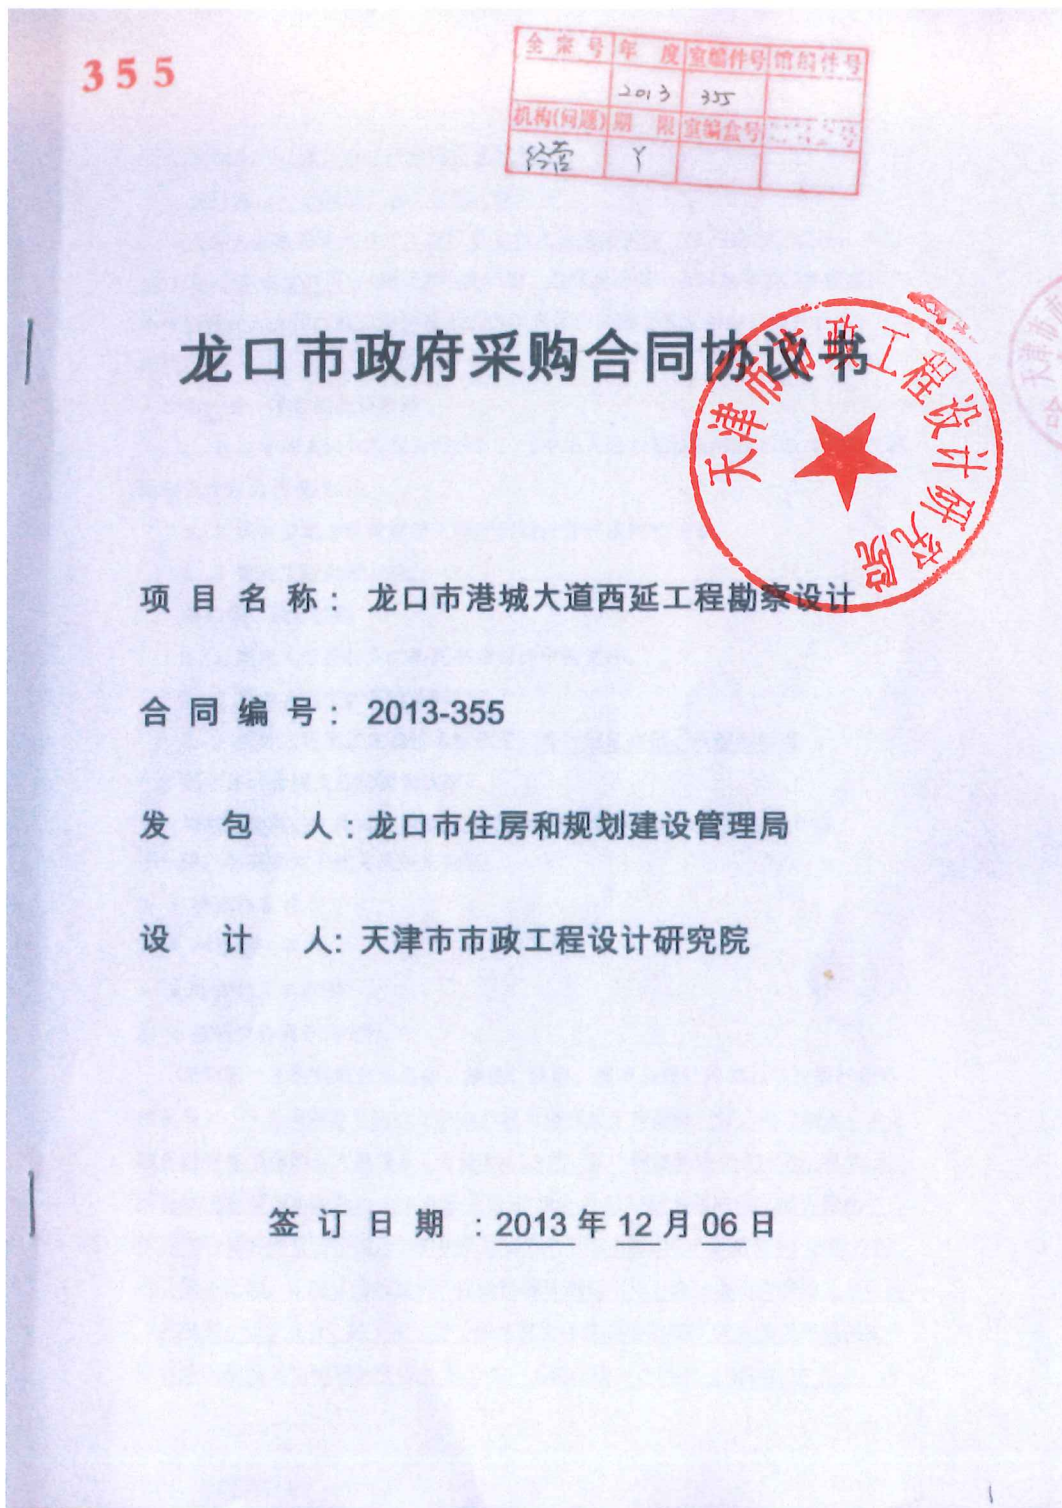 355
全宗号 年度 室编件号 馆编件号
2013 355
机构(问题) 期限 室编盒号
经营 Y
龙口市政府采购合同协议书
天津市市政工程设计研究院
项目名称：龙口市港城大道西延工程勘察设计
合同编号：2013-355
发包人：龙口市住房和规划建设管理局
设计人：天津市市政工程设计研究院
签订日期：2013年12月06日
天津市